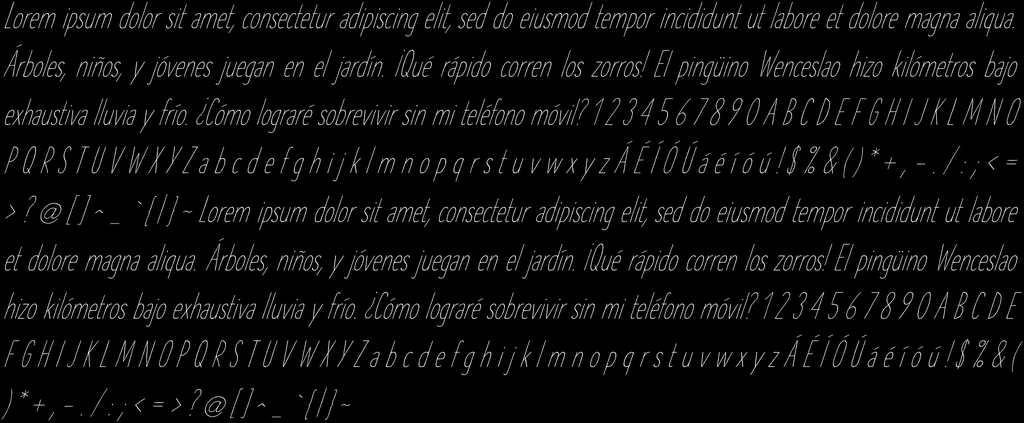 Lorem ipsum dolor sit amet, consectetur adipiscing elit, sed do eiusmod tempor incididunt ut labore et dolore magna aliqua.
Árboles, niños, y jóvenes juegan en el jardín. ¡Qué rápido corren los zorros! El pingüino Wenceslao hizo kilómetros bajo
exhaustiva lluvia y frío. ¿Cómo lograré sobrevivir sin mi teléfono móvil? 1 2 3 4 5 6 7 8 9 0 A B C D E F G H I J K L M N O
P Q R S T U V W X Y Z a b c d e f g h i j k l m n o p q r s t u v w x y z Á É Í Ó Ú á é í ó ú ! $ % & ( ) * + , - . / : ; < =
> ? @ [ ] ^ _ ` { | } ~ Lorem ipsum dolor sit amet, consectetur adipiscing elit, sed do eiusmod tempor incididunt ut labore
et dolore magna aliqua. Árboles, niños, y jóvenes juegan en el jardín. ¡Qué rápido corren los zorros! El pingüino Wenceslao
hizo kilómetros bajo exhaustiva lluvia y frío. ¿Cómo lograré sobrevivir sin mi teléfono móvil? 1 2 3 4 5 6 7 8 9 0 A B C D E
F G H I J K L M N O P Q R S T U V W X Y Z a b c d e f g h i j k l m n o p q r s t u v w x y z Á É Í Ó Ú á é í ó ú ! $ % & (
) * + , - . / : ; < = > ? @ [ ] ^ _ ` { | } ~